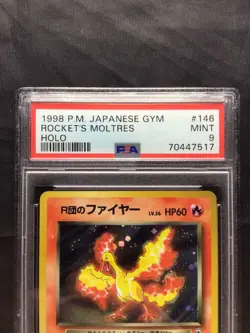 1998 P.M. JAPANESE GYM #146
ROCKET'S MOLTRES MINT
HOLO 9
PSA 70447517
R団のファイヤー LV.26 HP60